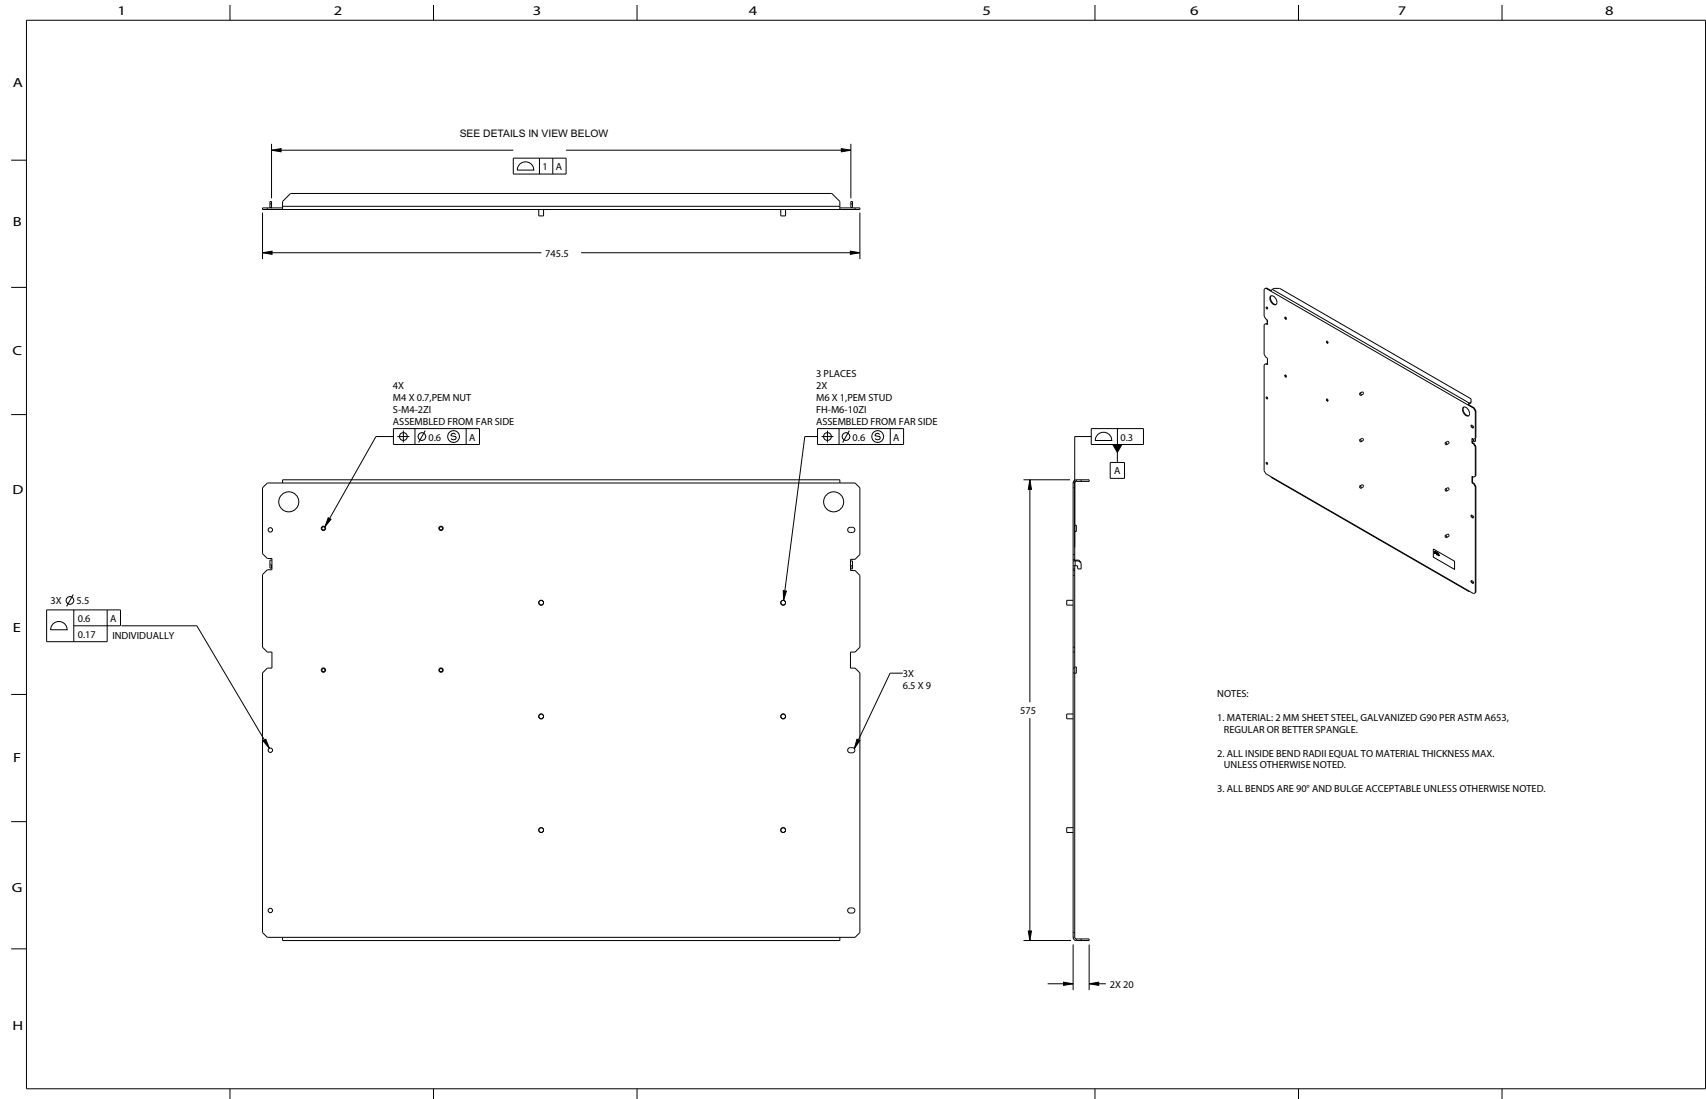 1 2 3 4 5 6 7 8
A
SEE DETAILS IN VIEW BELOW
1 A
B
745.5
C
4X
M4 X 0.7,PEM NUT
S-M4-2ZI
ASSEMBLED FROM FAR SIDE
⌖ Ø 0.6 Ⓢ A
3 PLACES
2X
M6 X 1,PEM STUD
FH-M6-10ZI
ASSEMBLED FROM FAR SIDE
⌖ Ø 0.6 Ⓢ A
0.3
A
D
3X Ø 5.5
0.6 A
0.17 INDIVIDUALLY
E
3X
6.5 X 9
575
NOTES:
1. MATERIAL: 2 MM SHEET STEEL, GALVANIZED G90 PER ASTM A653,
REGULAR OR BETTER SPANGLE.
2. ALL INSIDE BEND RADII EQUAL TO MATERIAL THICKNESS MAX.
UNLESS OTHERWISE NOTED.
3. ALL BENDS ARE 90° AND BULGE ACCEPTABLE UNLESS OTHERWISE NOTED.
F
G
2X 20
H